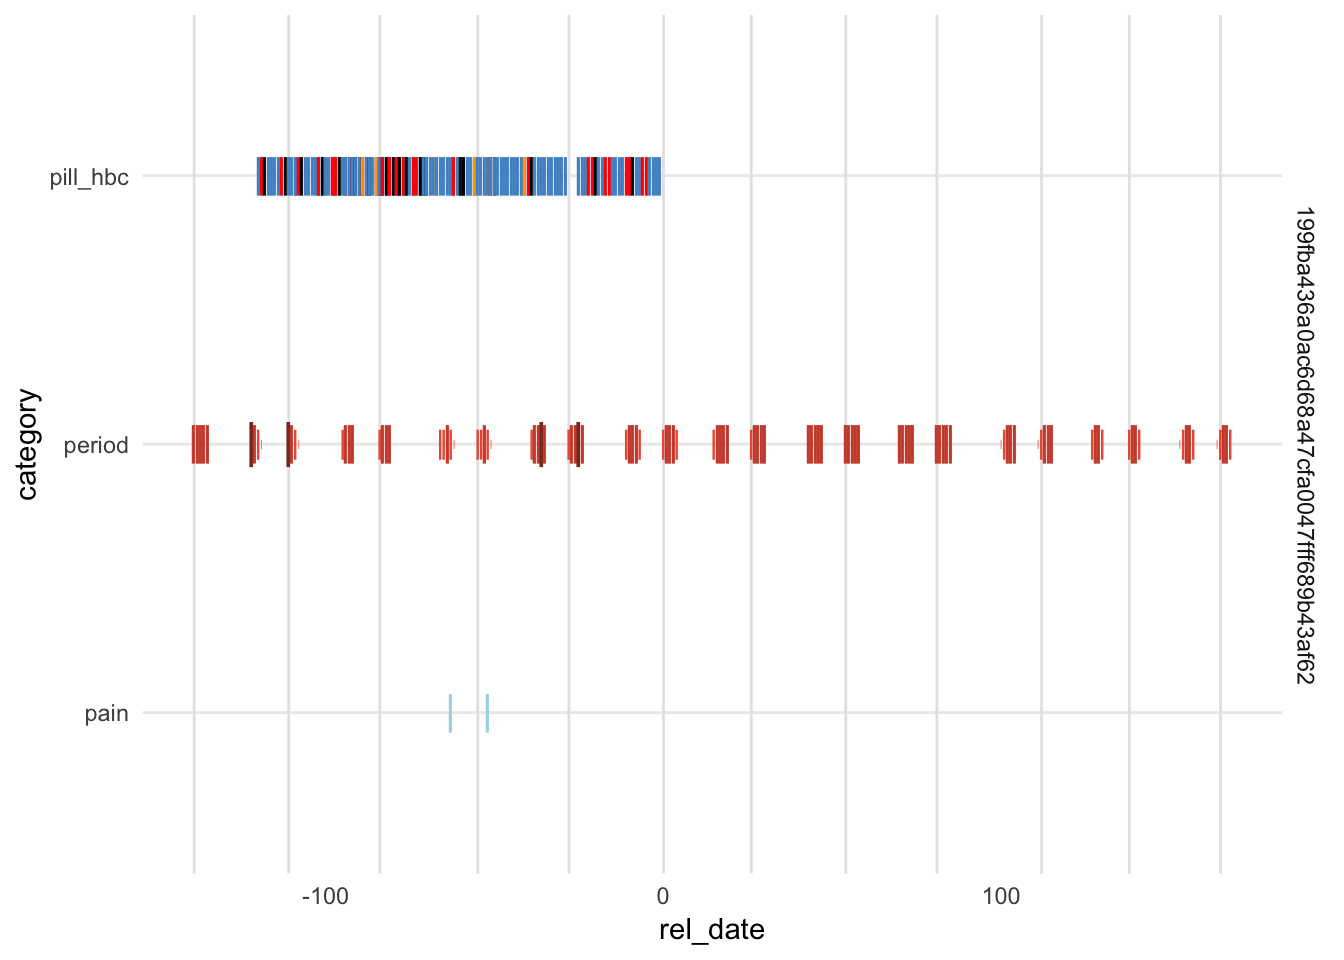 pill_hbc
period
pain
category
-100
0
100
rel_date
199fba436a0ac6d68a47cfa0047fff689b43af62